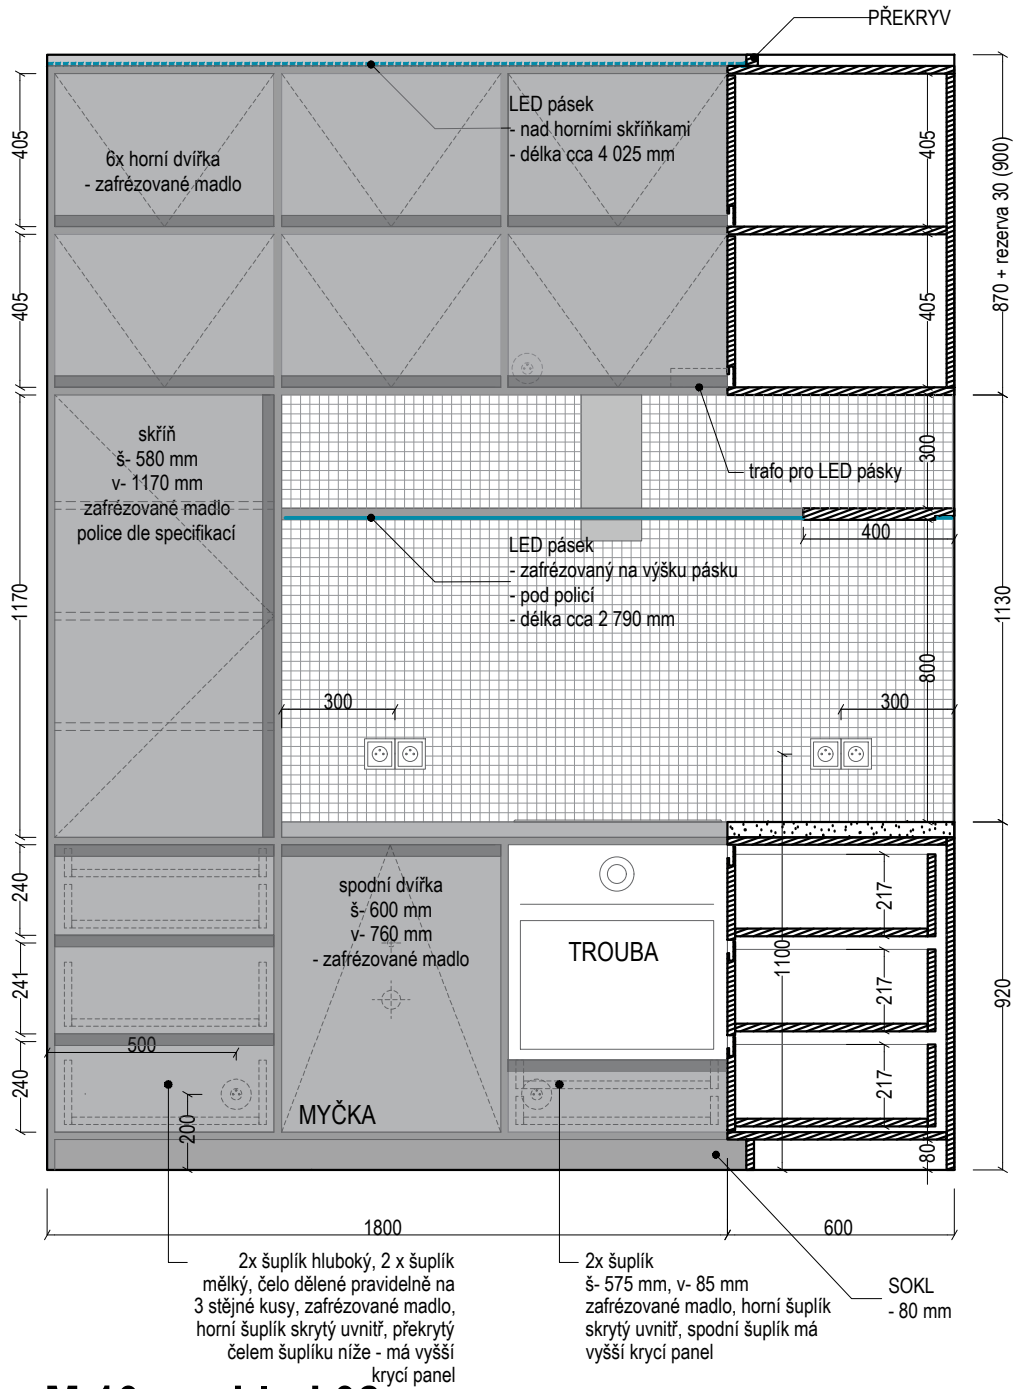 PŘEKRYV
LED pásek
- nad horními skříňkami
- délka cca 4 025 mm
6x horní dvířka
- zafrézované madlo
405
405
870 + rezerva 30 (900)
405
405
skříň
š- 580 mm
v- 1170 mm
zafrézované madlo
police dle specifikací
300
trafo pro LED pásky
400
LED pásek
- zafrézovaný na výšku pásku
- pod policí
- délka cca 2 790 mm
1170
1130
800
300
300
240
spodní dvířka
š- 600 mm
v- 760 mm
- zafrézované madlo
TROUBA
217
1100
241
217
920
500
240
200
MYČKA
217
80
1800
600
2x šuplík hluboký, 2 x šuplík
mělký, čelo dělené pravidelně na
3 stejné kusy, zafrézované madlo,
horní šuplík skrytý uvnitř, překrytý
čelem šuplíku níže - má vyšší
krycí panel
2x šuplík
š- 575 mm, v- 85 mm
zafrézované madlo, horní šuplík
skrytý uvnitř, spodní šuplík má
vyšší krycí panel
SOKL
- 80 mm